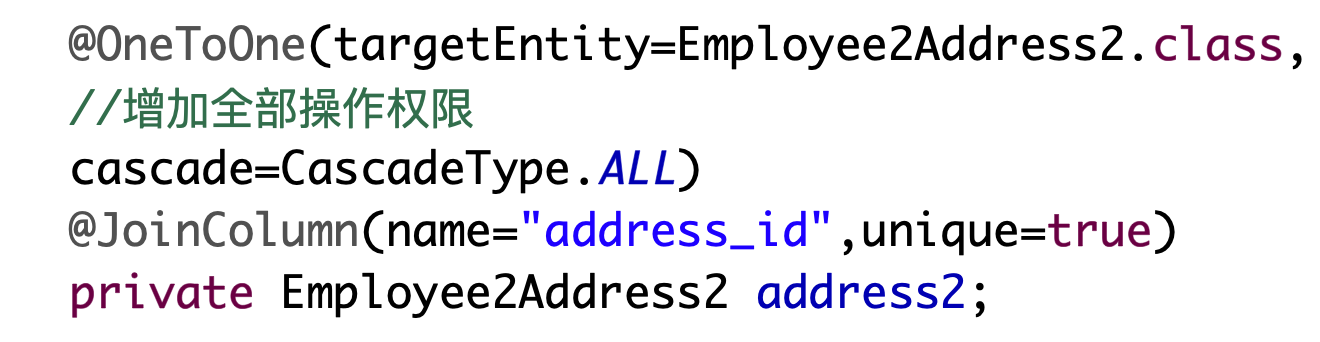 @OneToOne(targetEntity=Employee2Address2.class,
//增加全部操作权限
cascade=CascadeType.ALL)
@JoinColumn(name="address_id",unique=true)
private Employee2Address2 address2;